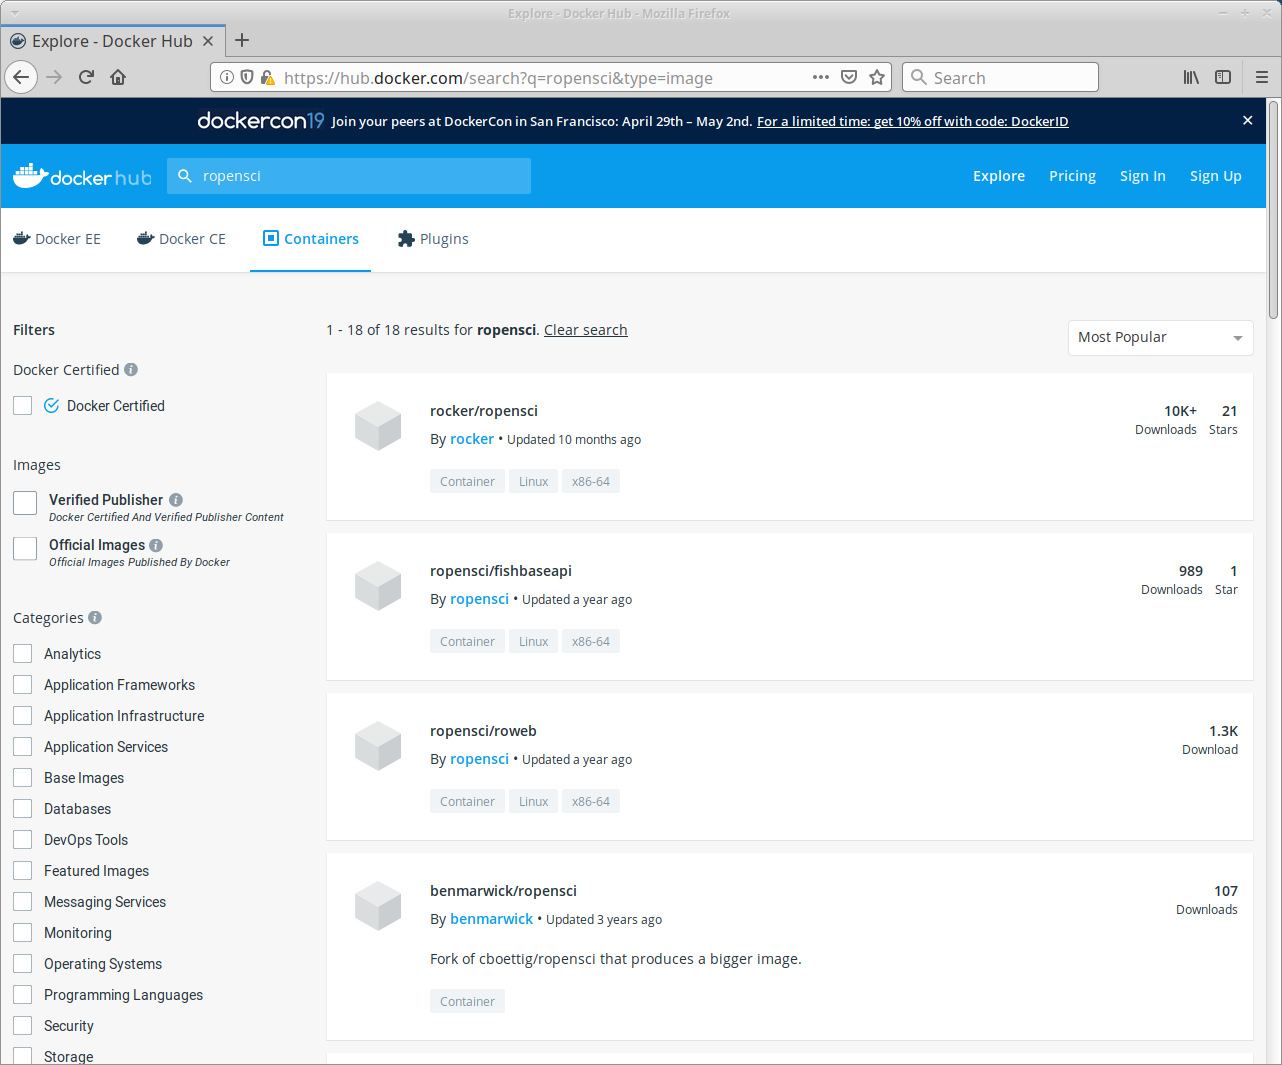 Explore - Docker Hub - Mozilla Firefox
Explore - Docker Hub
https://hub.docker.com/search?q=ropensci&type=image
Search
dockercon19 Join your peers at DockerCon in San Francisco: April 29th – May 2nd. For a limited time: get 10% off with code: DockerID
docker hub
ropensci
Explore
Pricing
Sign In
Sign Up
Docker EE
Docker CE
Containers
Plugins
Filters
Docker Certified
Docker Certified
Images
Verified Publisher
Docker Certified And Verified Publisher Content
Official Images
Official Images Published By Docker
Categories
Analytics
Application Frameworks
Application Infrastructure
Application Services
Base Images
Databases
DevOps Tools
Featured Images
Messaging Services
Monitoring
Operating Systems
Programming Languages
Security
Storage
1 - 18 of 18 results for ropensci. Clear search
Most Popular
rocker/ropensci
By rocker • Updated 10 months ago
Container Linux x86-64
10K+ 21
Downloads Stars
ropensci/fishbaseapi
By ropensci • Updated a year ago
Container Linux x86-64
989 1
Downloads Star
ropensci/roweb
By ropensci • Updated a year ago
Container Linux x86-64
1.3K
Download
benmarwick/ropensci
By benmarwick • Updated 3 years ago
Fork of cboettig/ropensci that produces a bigger image.
Container
107
Downloads